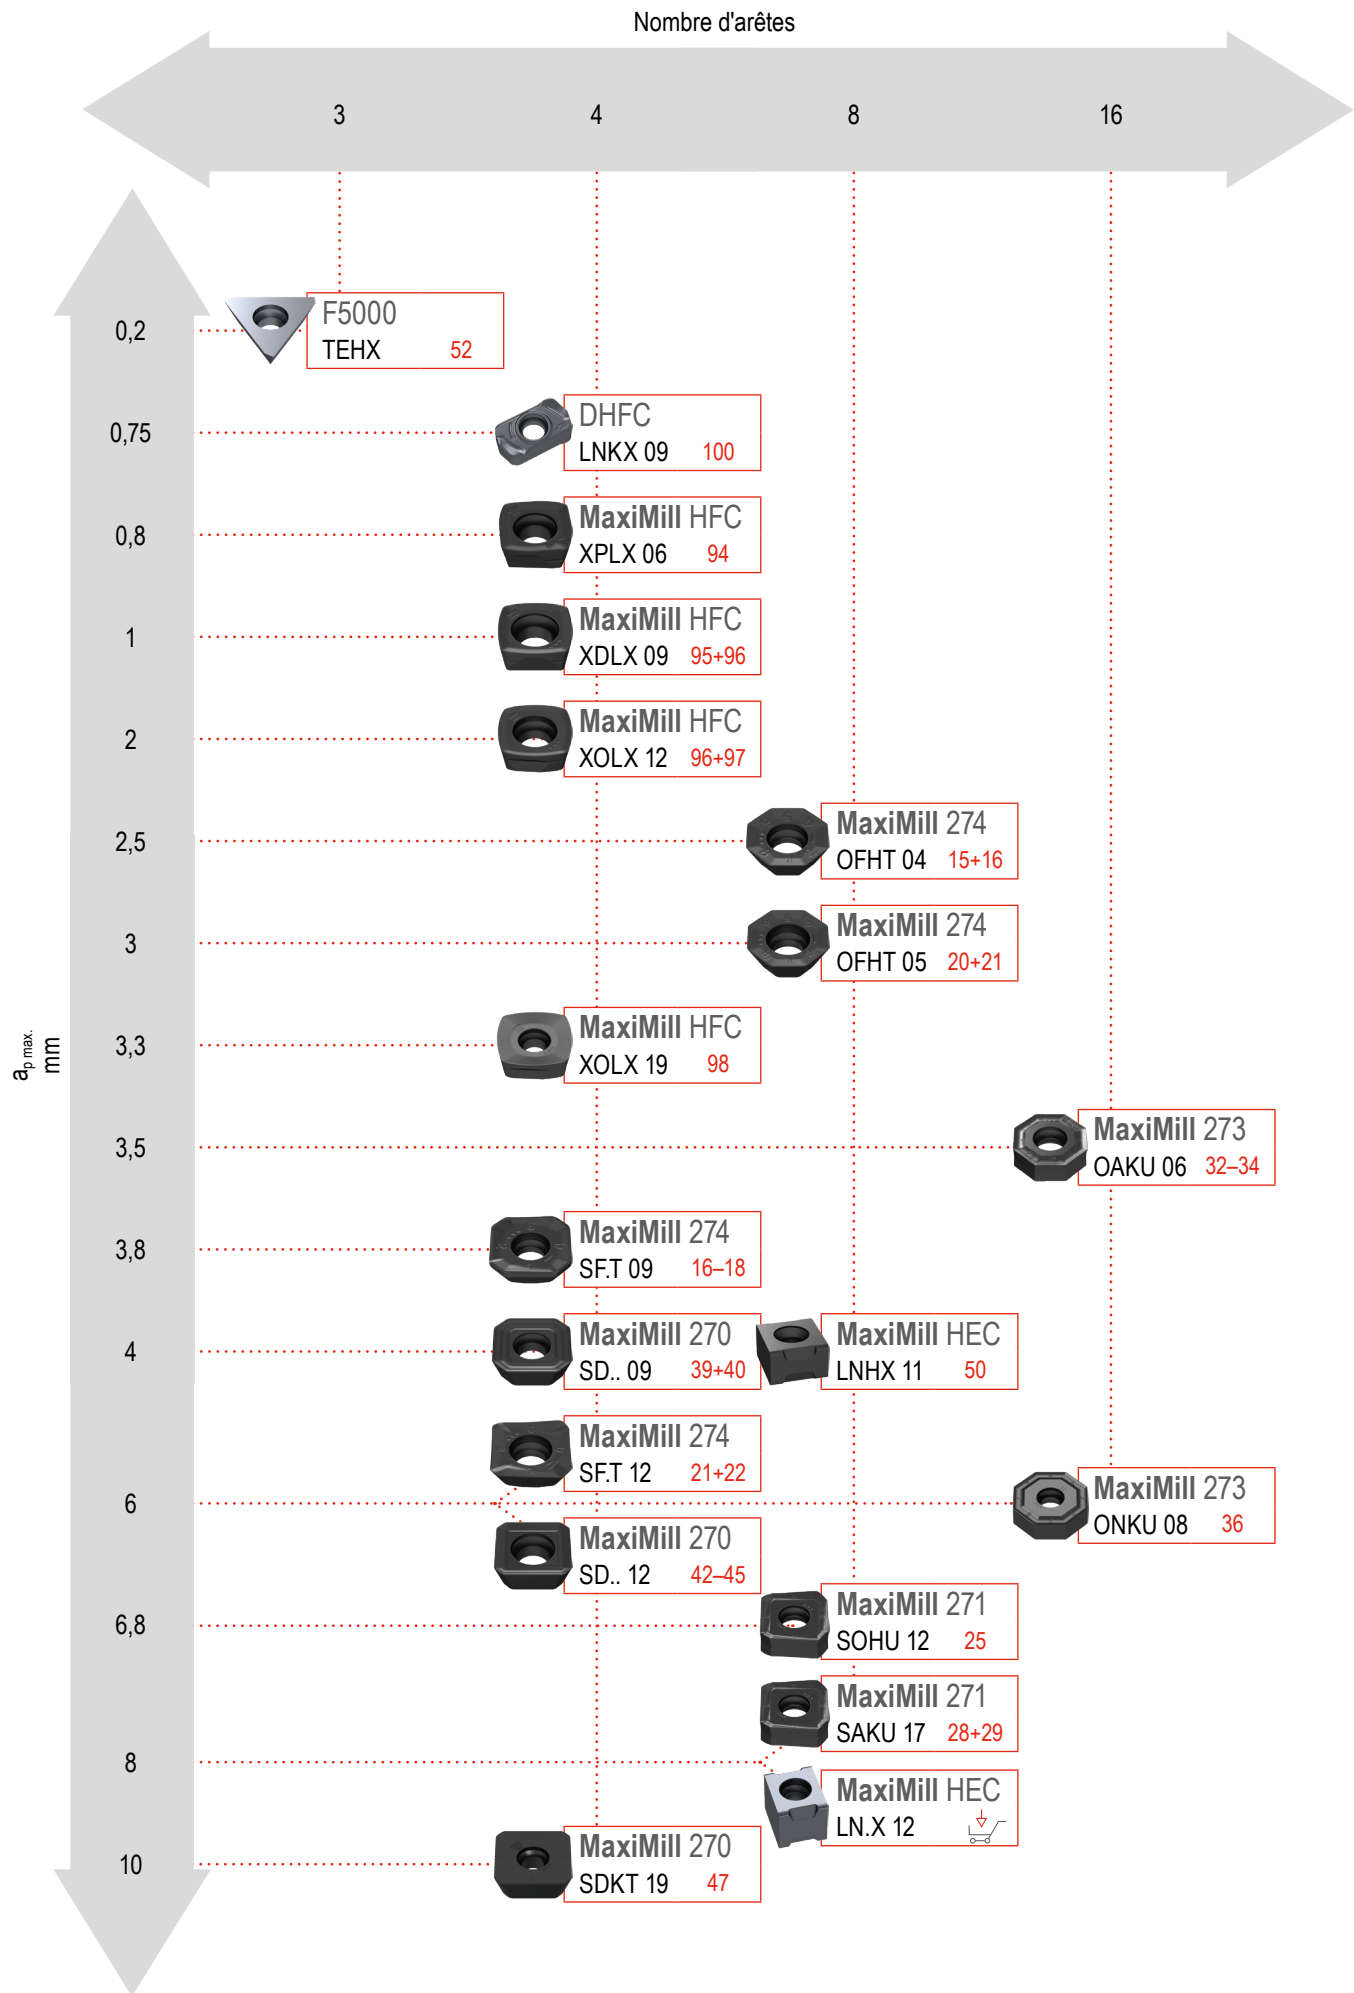 Nombre d'arêtes
3 4 8 16
0,2
F5000
TEHX 52
0,75
DHFC
LNKX 09 100
0,8
MaxiMill HFC
XPLX 06 94
1
MaxiMill HFC
XDLX 09 95+96
2
MaxiMill HFC
XOLX 12 96+97
2,5
MaxiMill 274
OFHT 04 15+16
3
MaxiMill 274
OFHT 05 20+21
ap max.
mm
3,3
MaxiMill HFC
XOLX 19 98
3,5
MaxiMill 273
OAKU 06 32–34
3,8
MaxiMill 274
SF.T 09 16–18
4
MaxiMill 270
SD.. 09 39+40
MaxiMill HEC
LNHX 11 50
MaxiMill 274
SF.T 12 21+22
6
MaxiMill 273
ONKU 08 36
MaxiMill 270
SD.. 12 42–45
6,8
MaxiMill 271
SOHU 12 25
MaxiMill 271
SAKU 17 28+29
8
MaxiMill HEC
LN.X 12
10
MaxiMill 270
SDKT 19 47